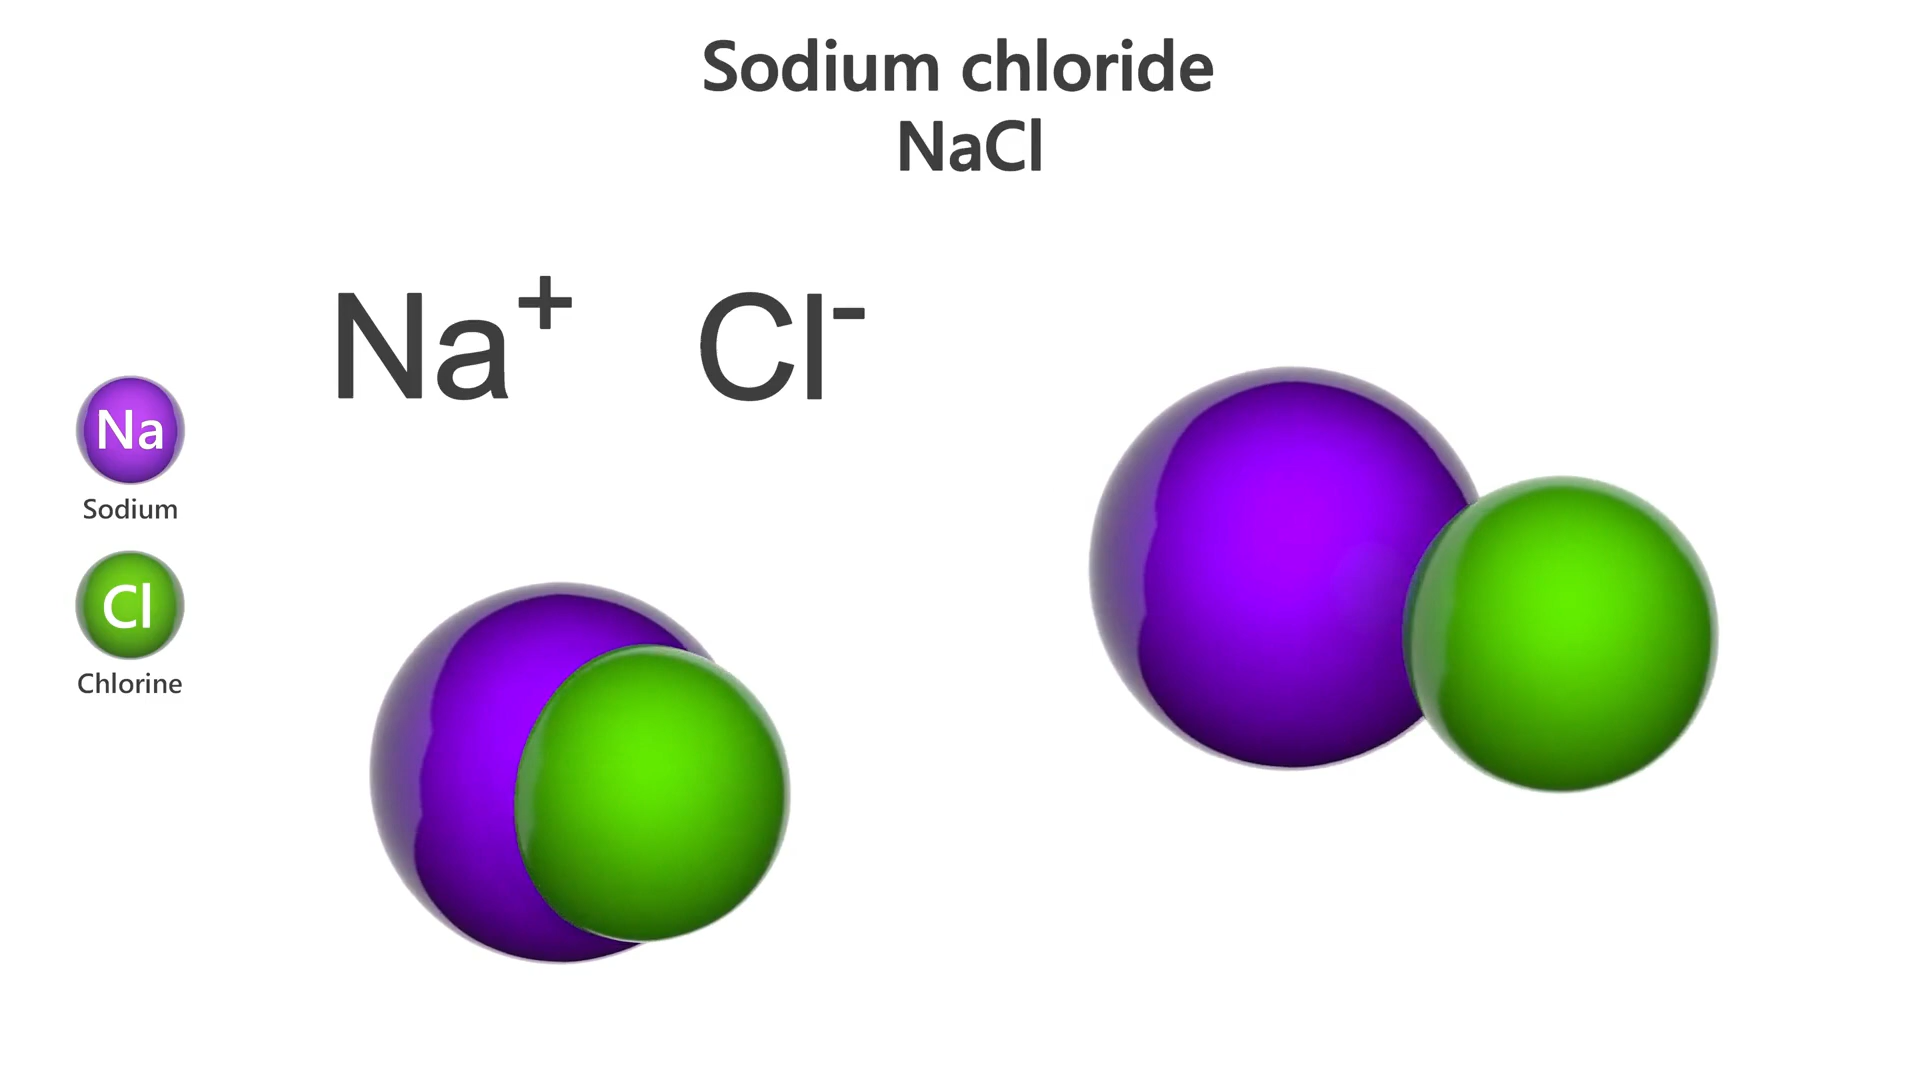 Sodium chloride
NaCl
Na⁺ Cl⁻
Na
Sodium
Cl
Chlorine